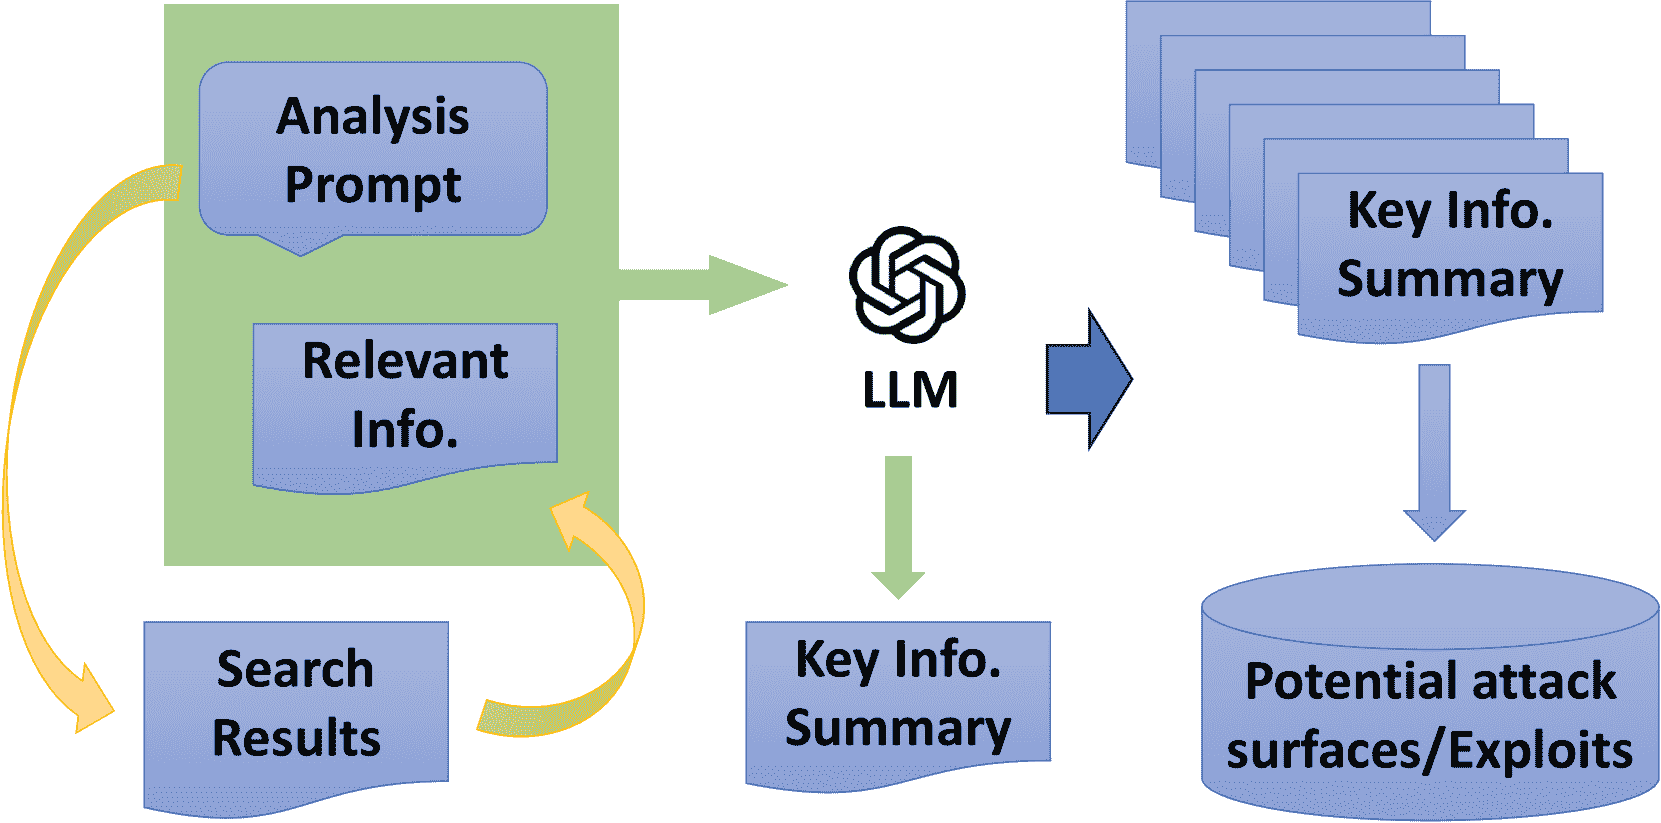 Analysis
Prompt
Relevant
Info.
Search
Results
LLM
Key Info.
Summary
Key Info.
Summary
Potential attack
surfaces/Exploits